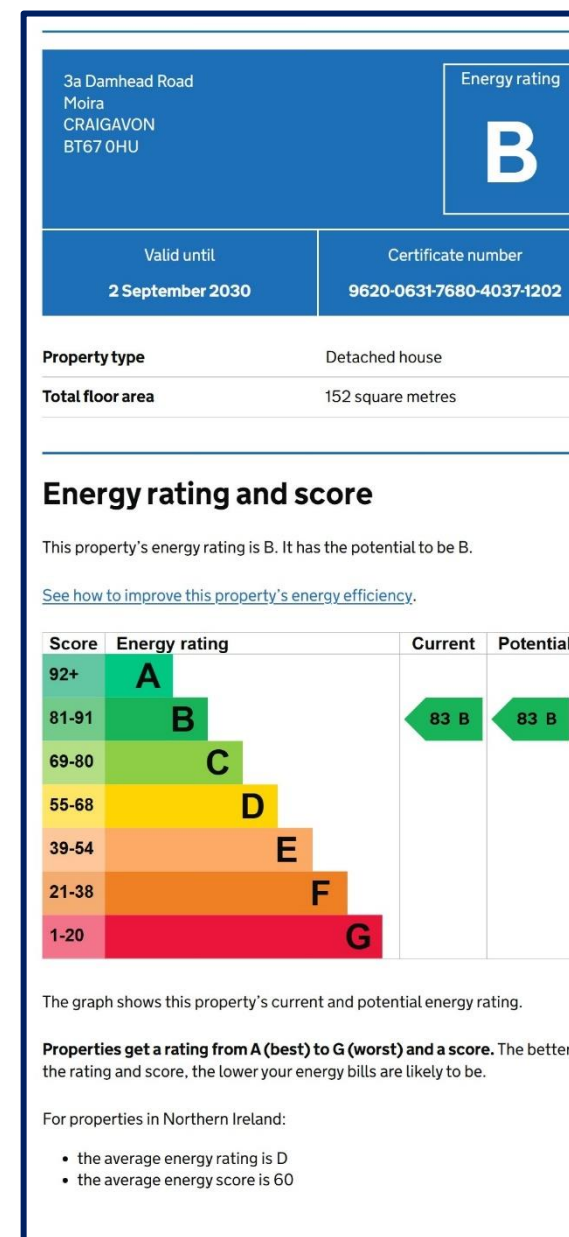 3a Damhead Road
Moira
CRAIGAVON
BT67 0HU
Energy rating
B
Valid until
2 September 2030
Certificate number
9620-0631-7680-4037-1202
Property type
Detached house
Total floor area
152 square metres
Energy rating and score
This property's energy rating is B. It has the potential to be B.
See how to improve this property's energy efficiency.
Score Energy rating Current Potential
92+ A
81-91 B 83 B 83 B
69-80 C
55-68 D
39-54 E
21-38 F
1-20 G
The graph shows this property's current and potential energy rating.
Properties get a rating from A (best) to G (worst) and a score. The better
the rating and score, the lower your energy bills are likely to be.
For properties in Northern Ireland:
• the average energy rating is D
• the average energy score is 60